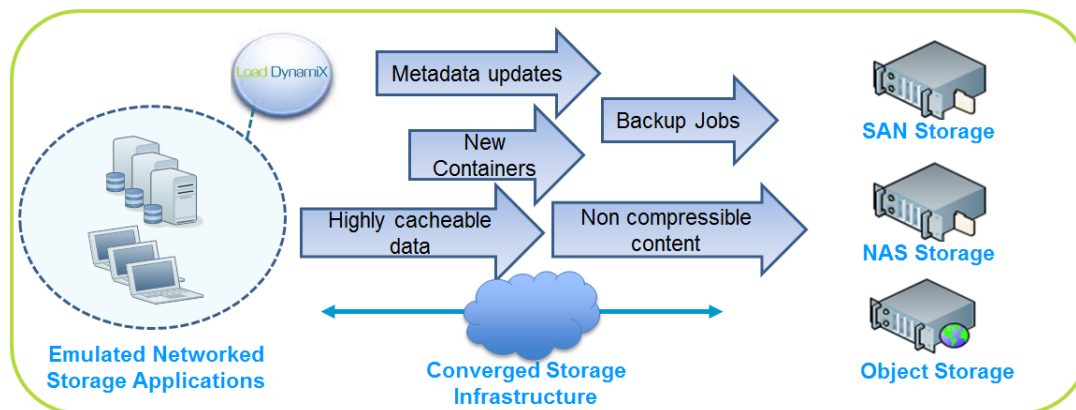 Load DynamiX
Metadata updates
Backup Jobs
New
Containers
Highly cacheable
data
Non compressible
content
SAN Storage
NAS Storage
Object Storage
Emulated Networked
Storage Applications
Converged Storage
Infrastructure